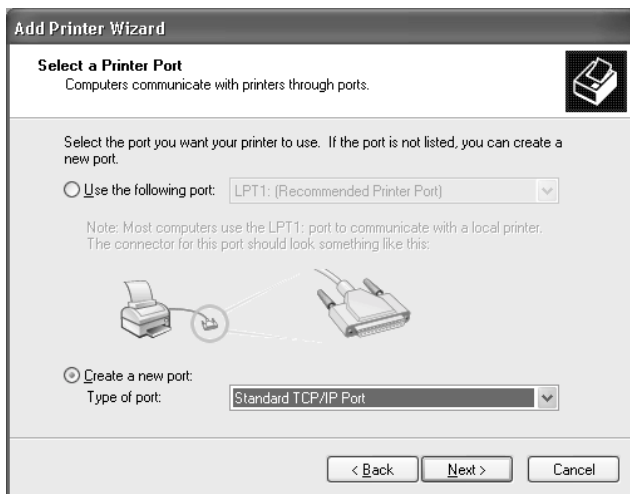 Add Printer Wizard
Select a Printer Port
Computers communicate with printers through ports.
Select the port you want your printer to use. If the port is not listed, you can create a
new port.
Use the following port: LPT1: (Recommended Printer Port)
Note: Most computers use the LPT1: port to communicate with a local printer.
The connector for this port should look something like this:
Create a new port:
Type of port: Standard TCP/IP Port
< Back Next > Cancel